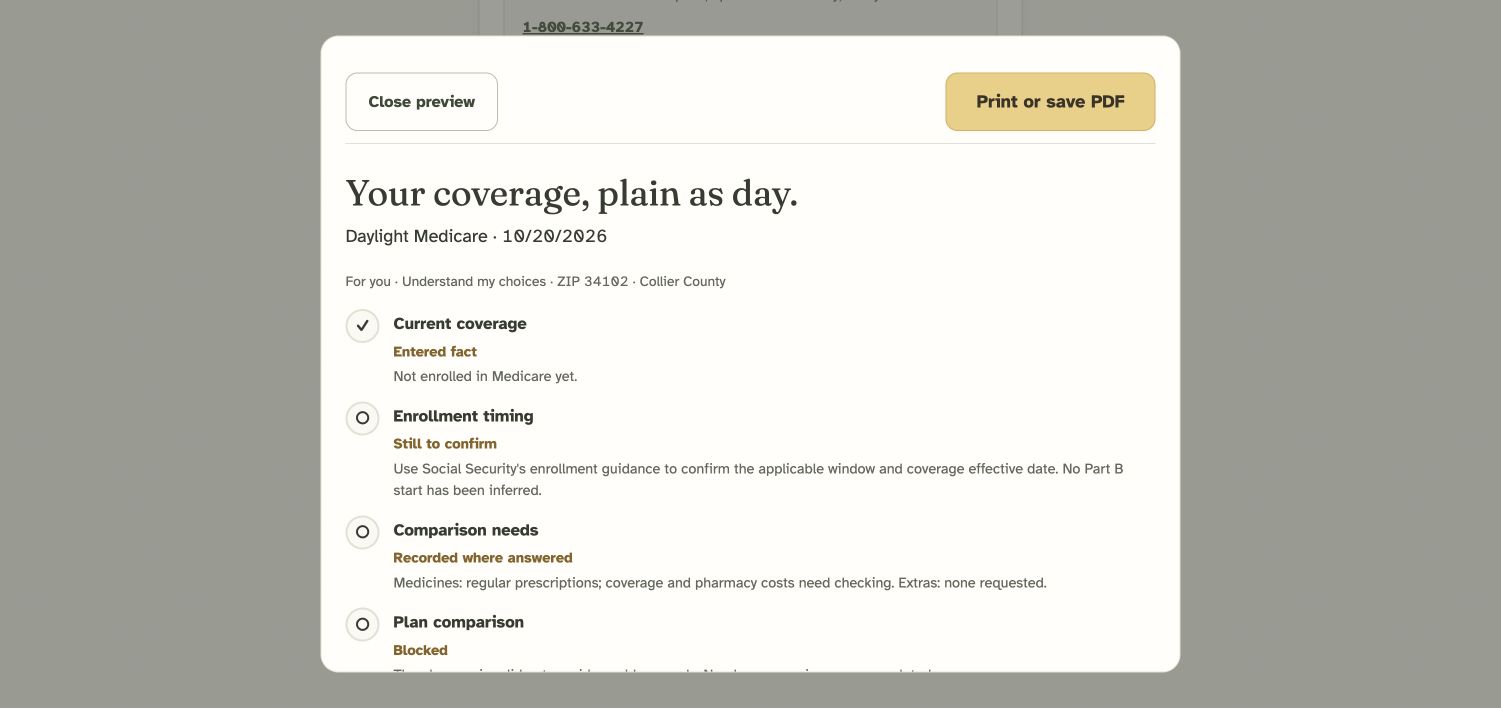 1-800-633-4227
Close preview
Print or save PDF
Your coverage, plain as day.
Daylight Medicare · 10/20/2026
For you · Understand my choices · ZIP 34102 · Collier County
Current coverage
Entered fact
Not enrolled in Medicare yet.
Enrollment timing
Still to confirm
Use Social Security's enrollment guidance to confirm the applicable window and coverage effective date. No Part B
start has been inferred.
Comparison needs
Recorded where answered
Medicines: regular prescriptions; coverage and pharmacy costs need checking. Extras: none requested.
Plan comparison
Blocked